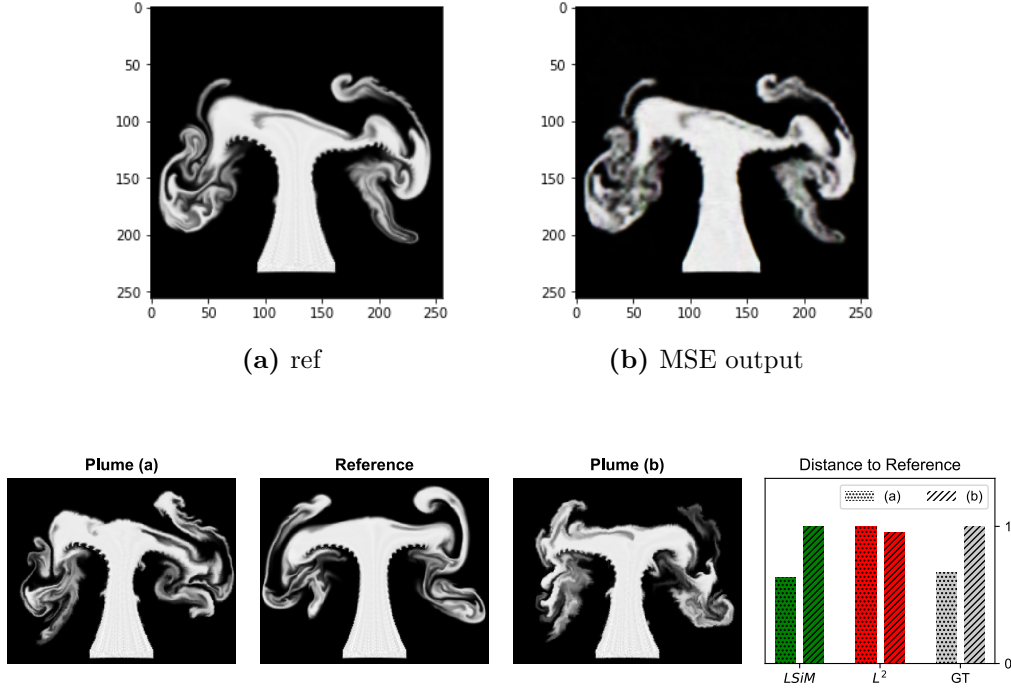 0
50
100
150
200
250
0 50 100 150 200 250
(a) ref
0
50
100
150
200
250
0 50 100 150 200 250
(b) MSE output
Plume (a)
Reference
Plume (b)
Distance to Reference
(a) (b)
1
0
LSiM L² GT